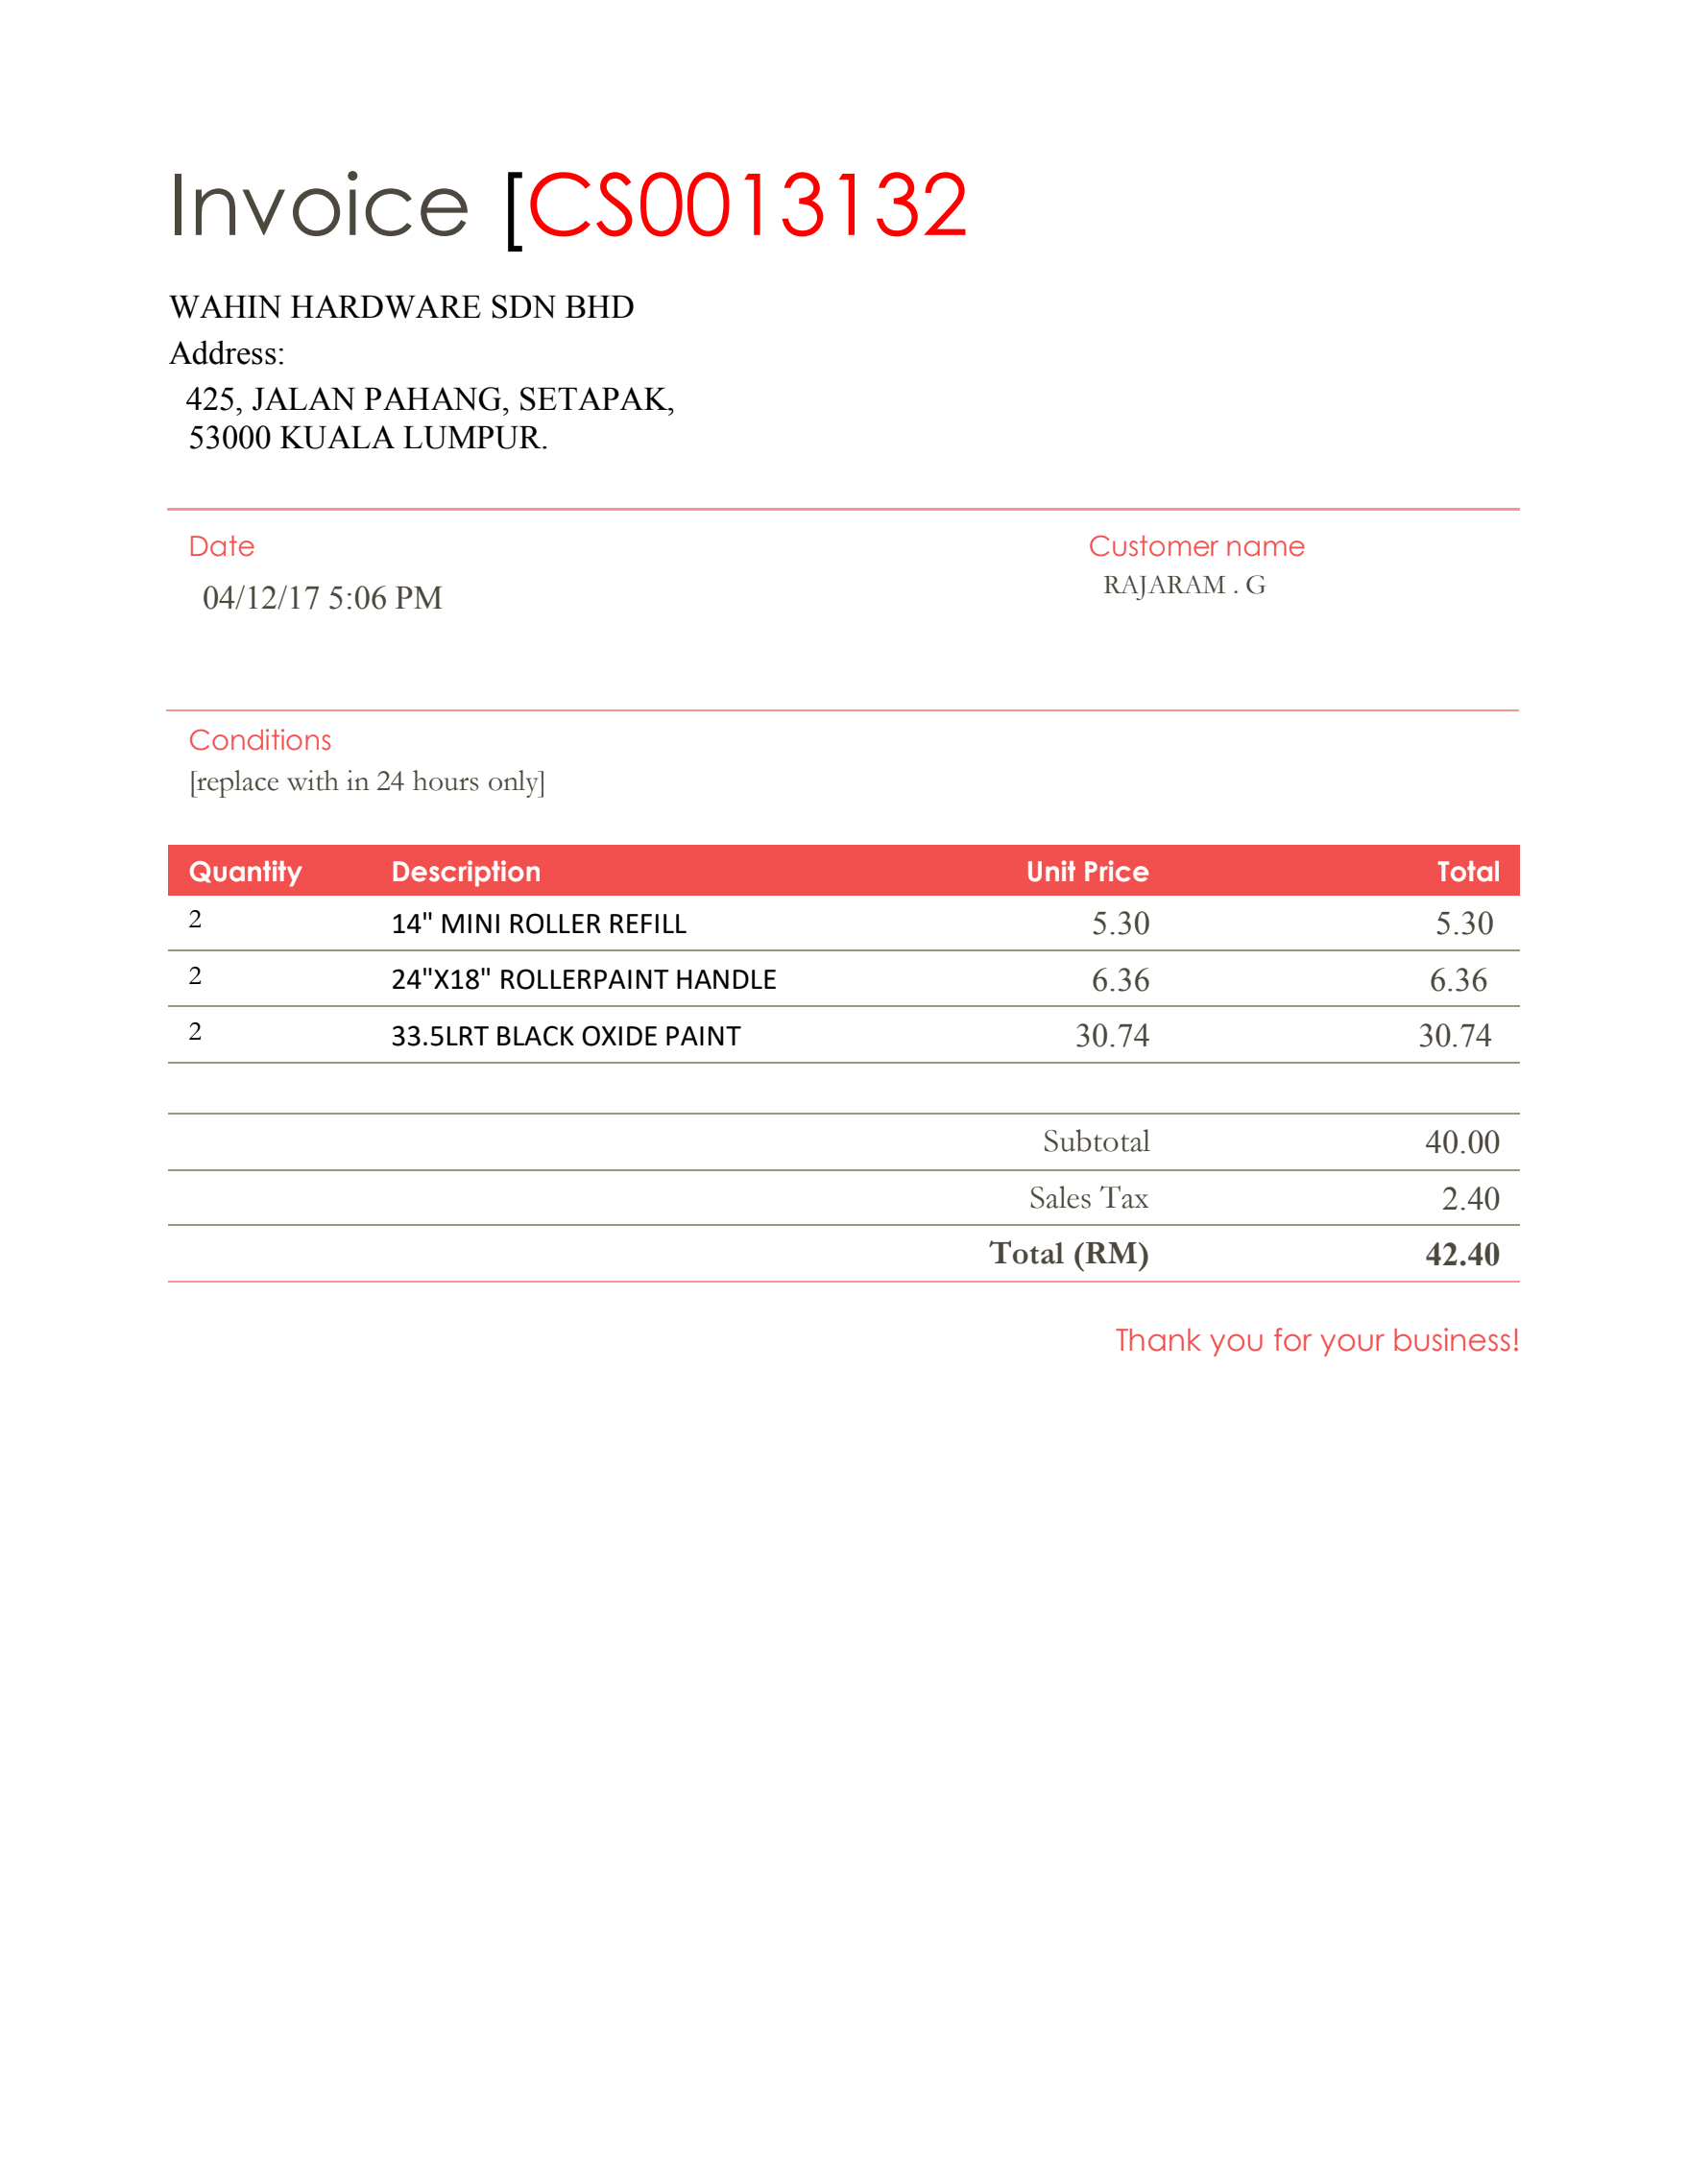 Invoice [CS0013132
WAHIN HARDWARE SDN BHD
Address:
425, JALAN PAHANG, SETAPAK,
53000 KUALA LUMPUR.
Date Customer name
04/12/17 5:06 PM RAJARAM . G
Conditions
[replace with in 24 hours only]
Quantity Description Unit Price Total
2 14" MINI ROLLER REFILL 5.30 5.30
2 24"X18" ROLLERPAINT HANDLE 6.36 6.36
2 33.5LRT BLACK OXIDE PAINT 30.74 30.74
Subtotal 40.00
Sales Tax 2.40
Total (RM) 42.40
Thank you for your business!